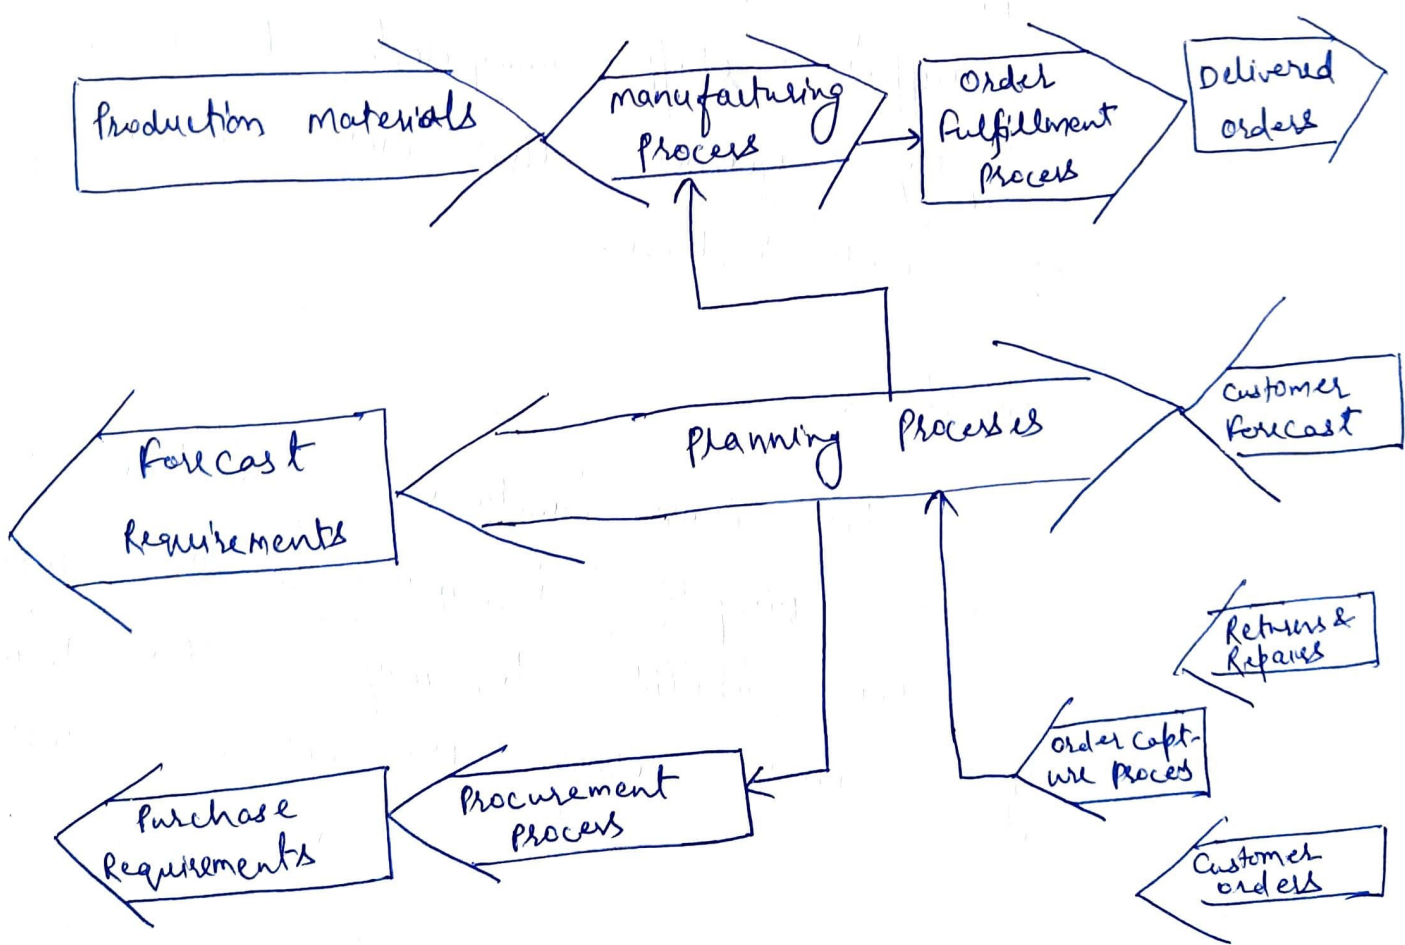 Production Materials
Manufacturing
Process
Order
Fulfillment
Process
Delivered
orders
Customer
Forecast
Planning Processes
Forecast
Requirements
Returns &
Repairs
Order Capt-
ure Proces
Procurement
Process
Purchase
Requirements
Customer
orders